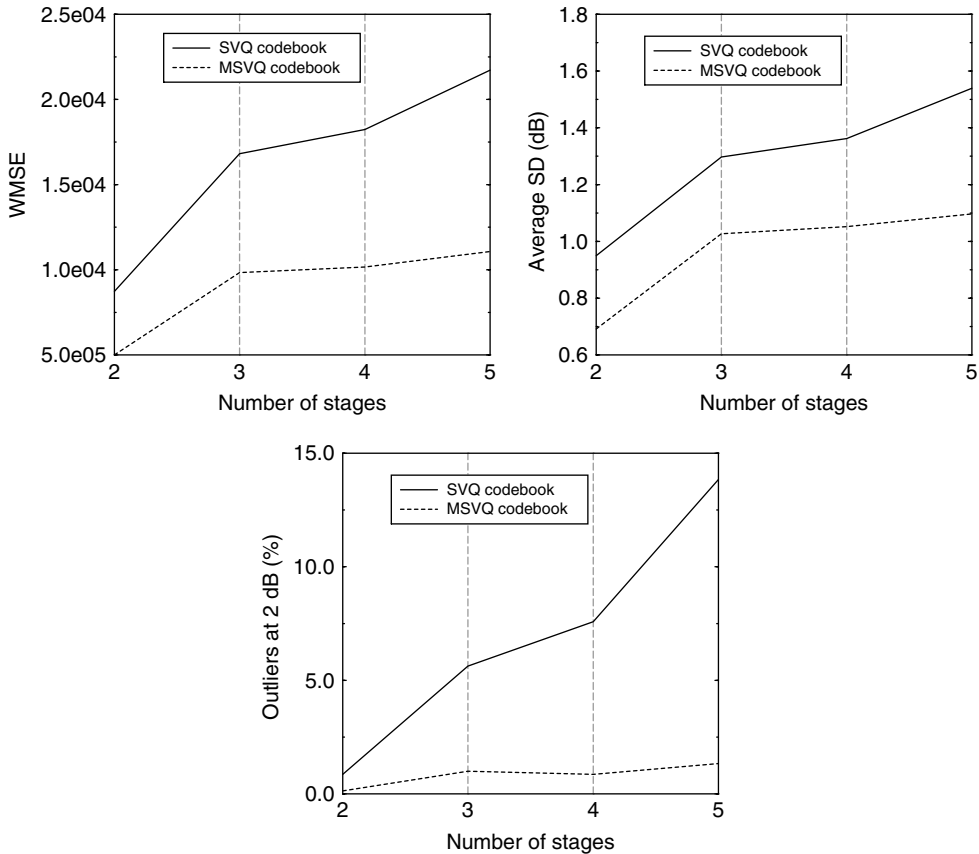 2.5e04
2.0e04
1.5e04
1.0e04
5.0e05
WMSE
SVQ codebook
MSVQ codebook
2 3 4 5
Number of stages
1.8
1.6
1.4
1.2
1.0
0.8
0.6
Average SD (dB)
SVQ codebook
MSVQ codebook
2 3 4 5
Number of stages
15.0
10.0
5.0
0.0
Outliers at 2 dB (%)
SVQ codebook
MSVQ codebook
2 3 4 5
Number of stages